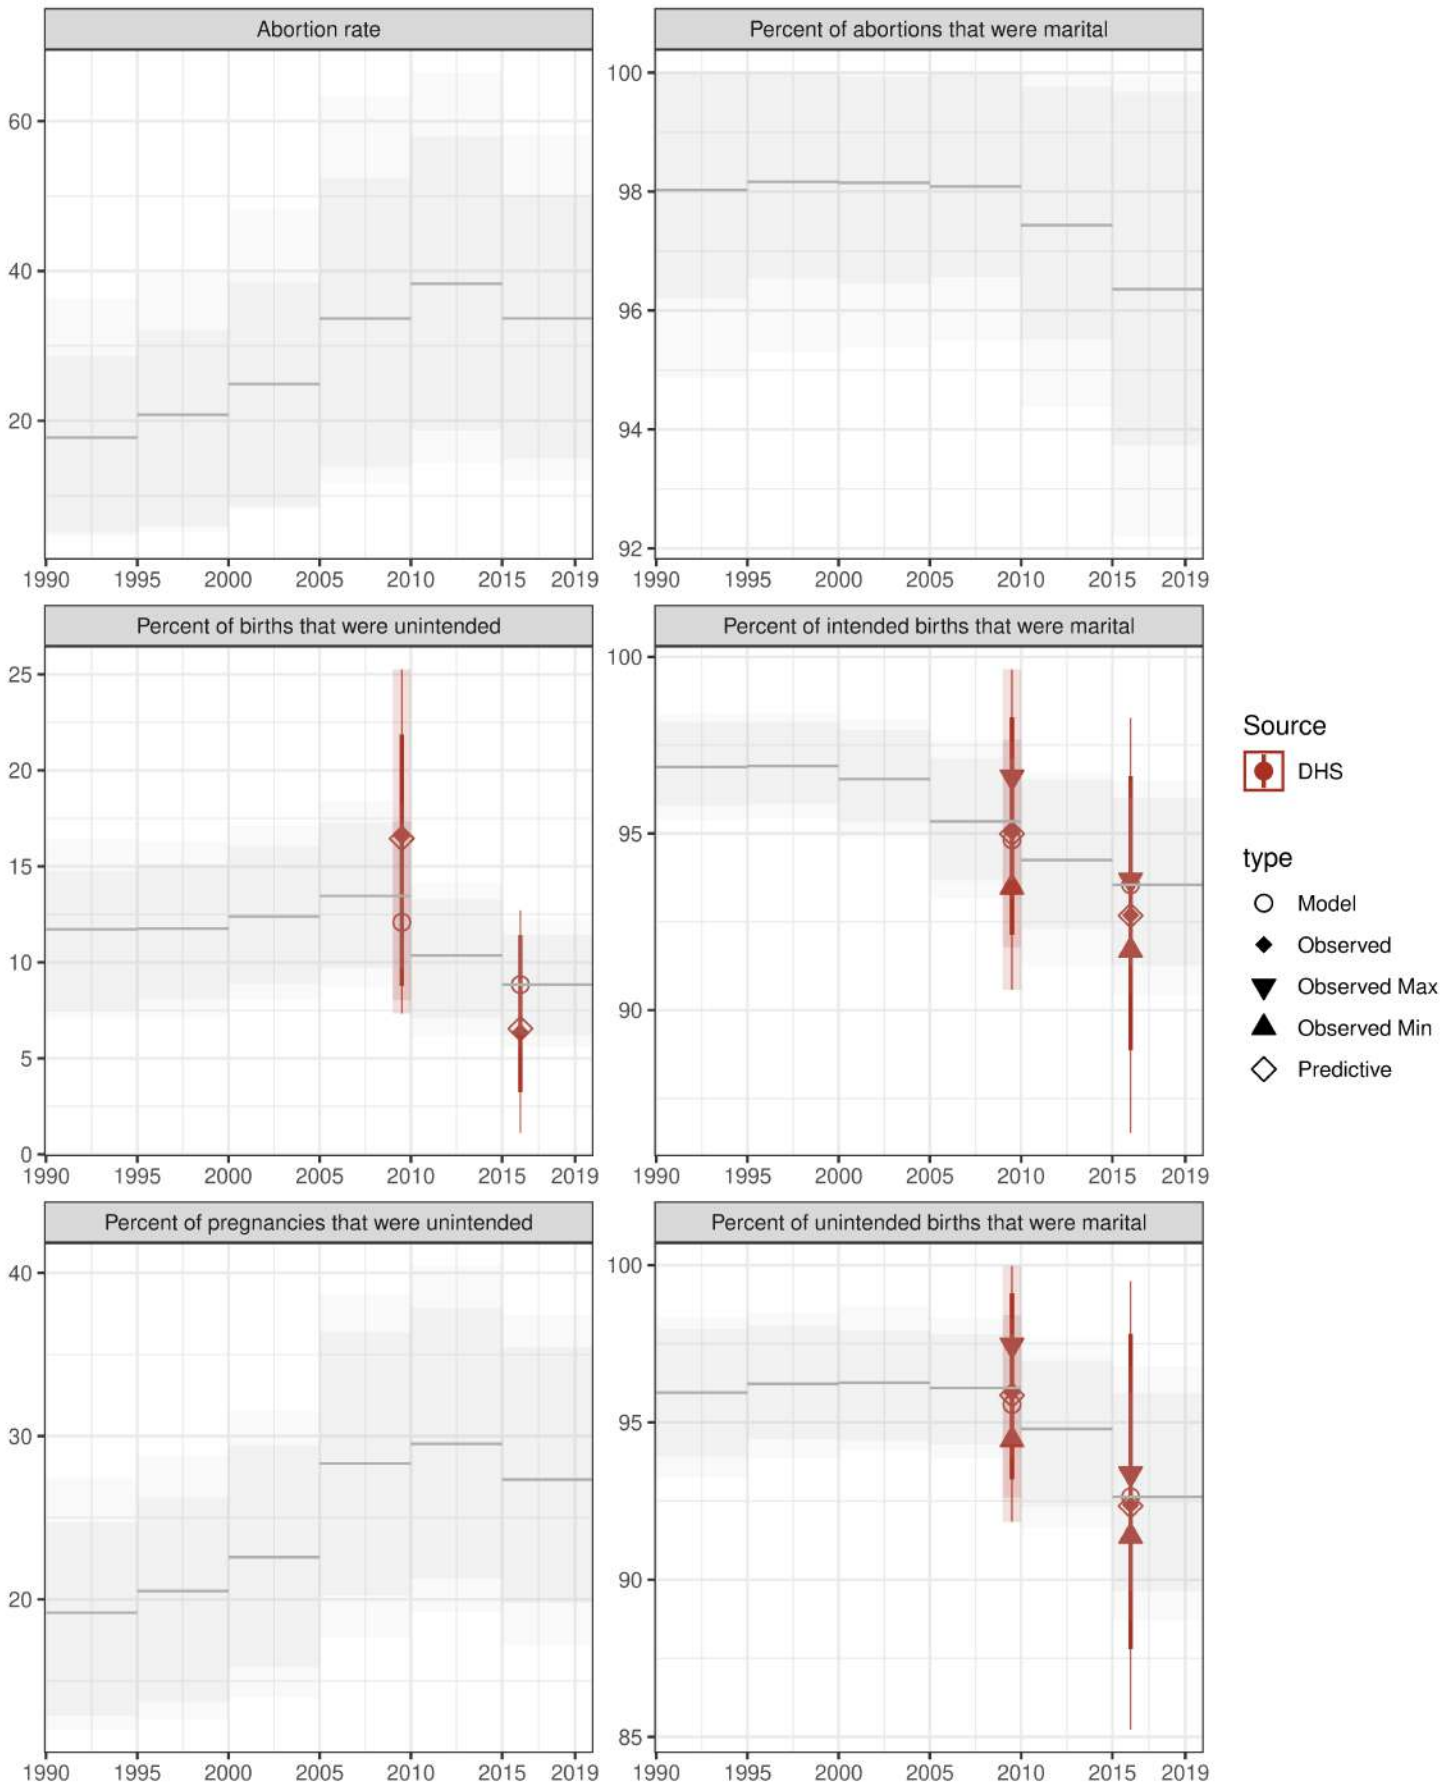 Abortion rate
60
40
20
1990 1995 2000 2005 2010 2015 2019
Percent of abortions that were marital
100
98
96
94
92
1990 1995 2000 2005 2010 2015 2019
Percent of births that were unintended
25
20
15
10
5
0
1990 1995 2000 2005 2010 2015 2019
Percent of intended births that were marital
100
95
90
1990 1995 2000 2005 2010 2015 2019
Percent of pregnancies that were unintended
40
30
20
1990 1995 2000 2005 2010 2015 2019
Percent of unintended births that were marital
100
95
90
85
1990 1995 2000 2005 2010 2015 2019
Source
DHS
type
Model
Observed
Observed Max
Observed Min
Predictive